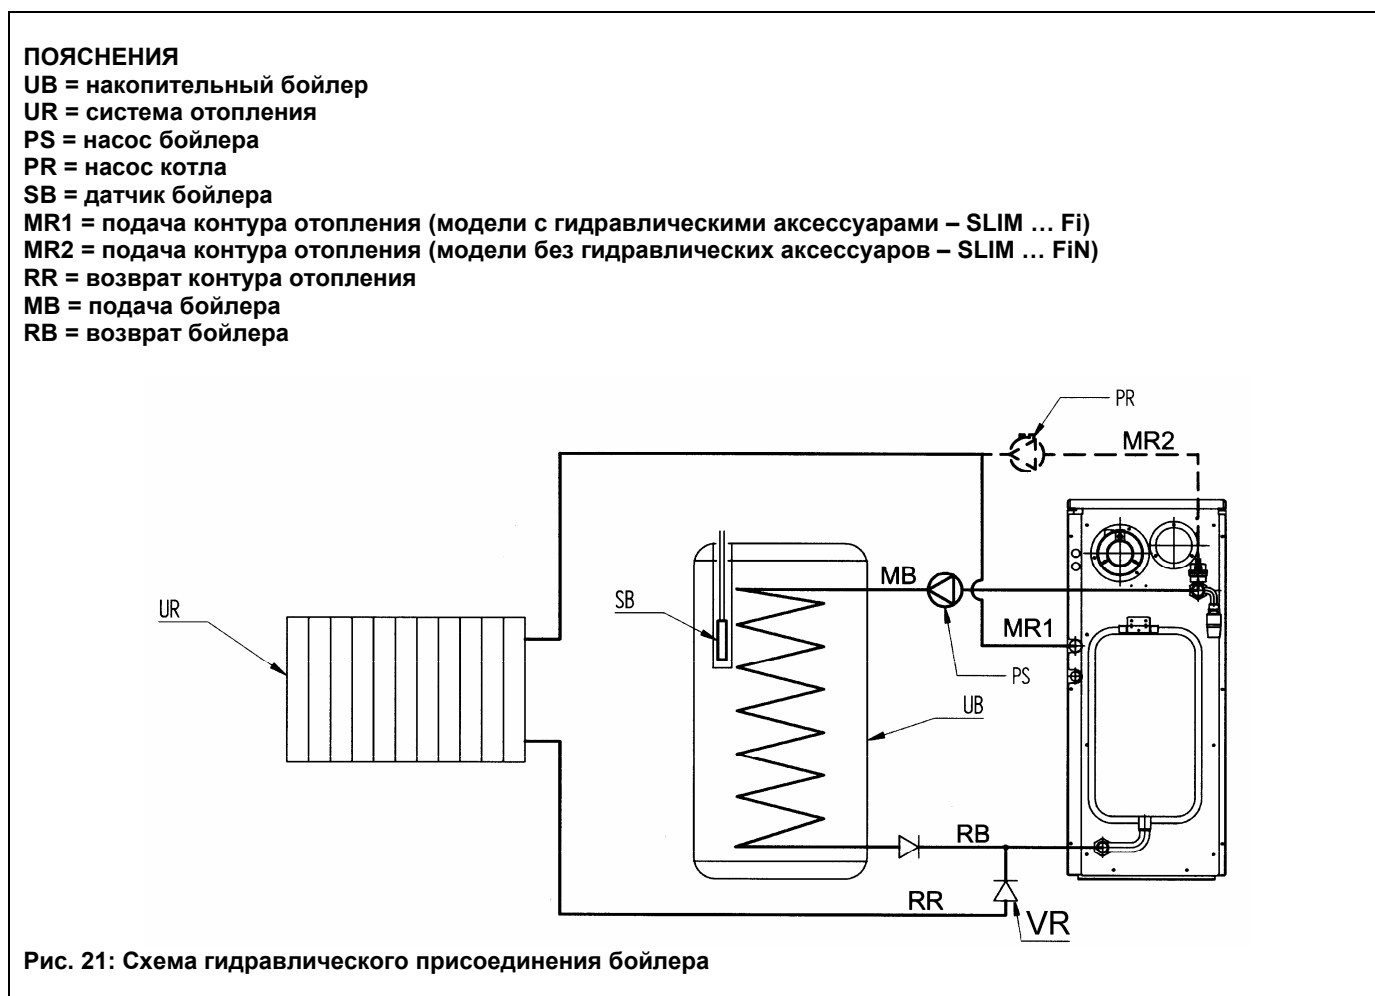 ПОЯСНЕНИЯ
UB = накопительный бойлер
UR = система отопления
PS = насос бойлера
PR = насос котла
SB = датчик бойлера
MR1 = подача контура отопления (модели с гидравлическими аксессуарами – SLIM … Fi)
MR2 = подача контура отопления (модели без гидравлических аксессуаров – SLIM … FiN)
RR = возврат контура отопления
MB = подача бойлера
RB = возврат бойлера
PR
MR2
MB
SB
UR
MR1
PS
UB
RB
RR
VR
Рис. 21: Схема гидравлического присоединения бойлера